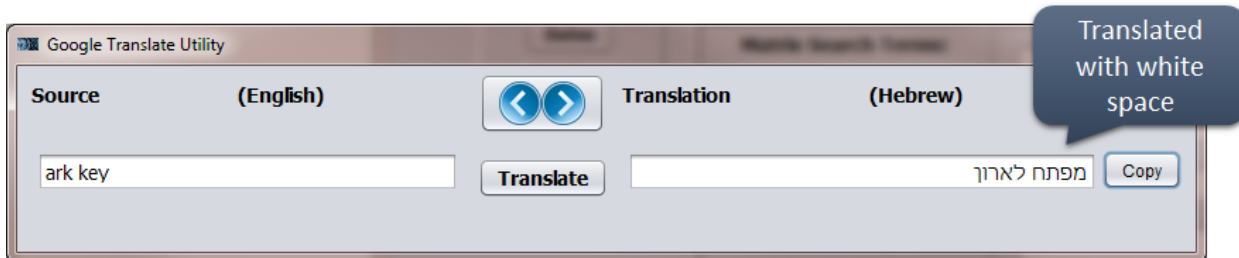 Google Translate Utility
Translated
with white
space
Source (English) Translation (Hebrew)
ark key Translate מפתח לארון Copy